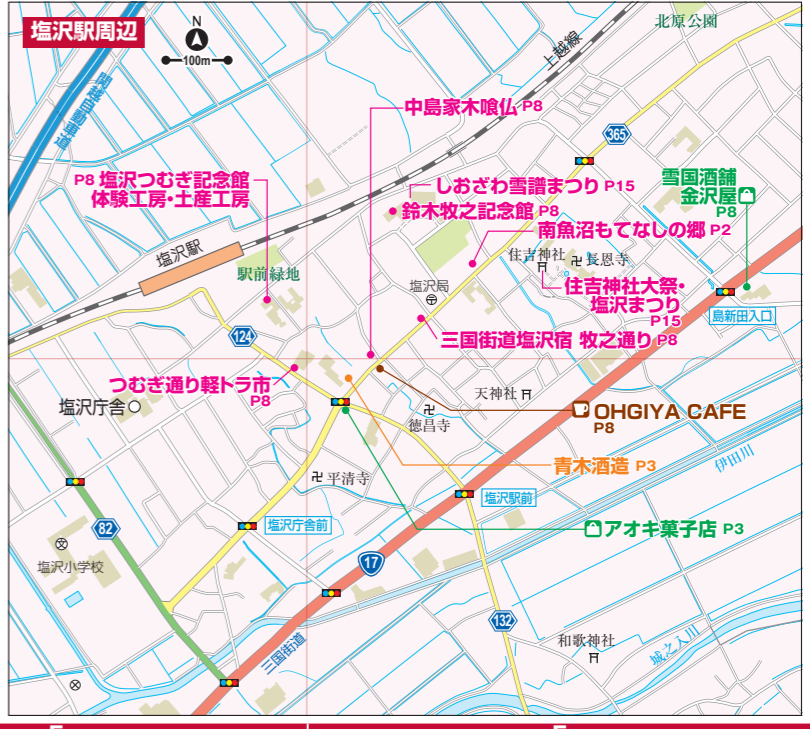 塩沢駅周辺
N
100m
北原公園
上越線
関越自動車道
中島家木喰仏 P8
365
P8 塩沢つむぎ記念館
体験工房・土産工房
しおざわ雪譜まつり P15
鈴木牧之記念館 P8
雪国酒舗
金沢屋
P8
南魚沼もてなしの郷 P2
塩沢駅
駅前緑地
住吉神社
長恩寺
塩沢局
住吉神社大祭・
塩沢まつり
P15
島新田入口
124
三国街道塩沢宿 牧之通り P8
つむぎ通り軽トラ市
P8
塩沢庁舎
天神社
徳昌寺
OHGIYA CAFE
P8
青木酒造 P3
伊田川
平清寺
塩沢駅前
塩沢庁舎前
アオキ菓子店 P3
82
塩沢小学校
17
132
三国街道
和歌神社
城之入川